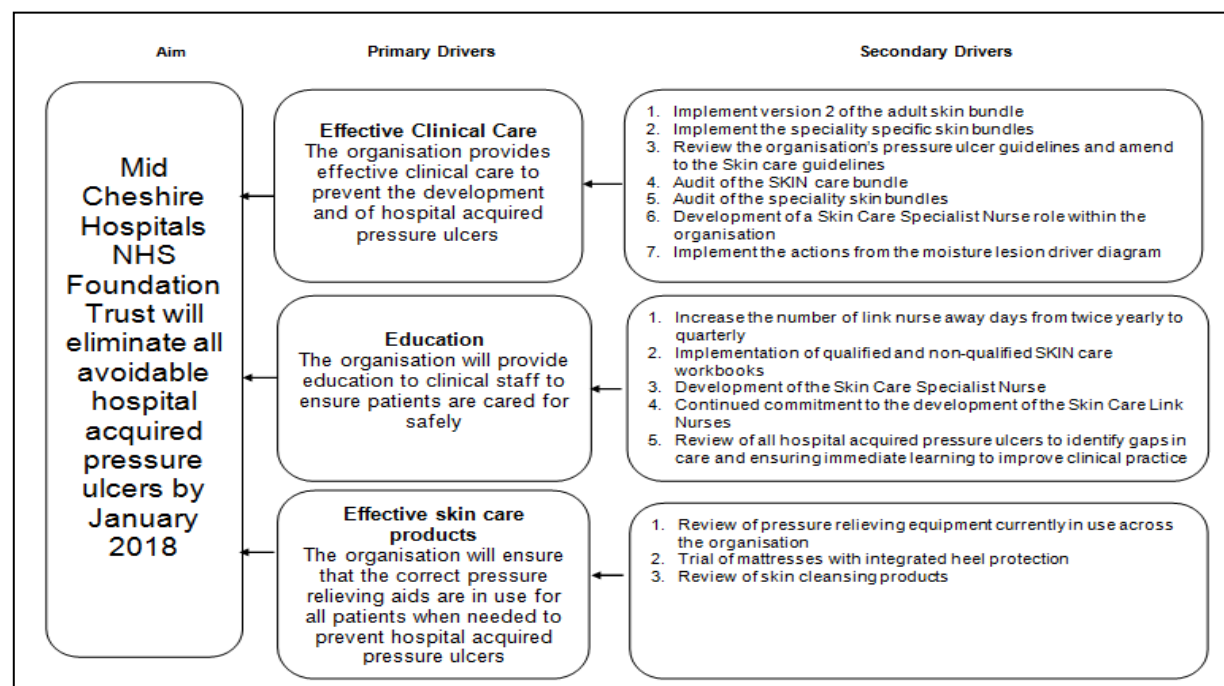 Aim
Primary Drivers
Secondary Drivers
Mid
Cheshire
Hospitals
NHS
Foundation
Trust will
eliminate all
avoidable
hospital
acquired
pressure
ulcers by
January
2018
Effective Clinical Care
The organisation provides
effective clinical care to
prevent the development
and of hospital acquired
pressure ulcers
1. Implement version 2 of the adult skin bundle
2. Implement the speciality specific skin bundles
3. Review the organisation's pressure ulcer guidelines and amend
to the Skin care guidelines
4. Audit of the SKIN care bundle
5. Audit of the speciality skin bundles
6. Development of a Skin Care Specialist Nurse role within the
organisation
7. Implement the actions from the moisture lesion driver diagram
Education
The organisation will provide
education to clinical staff to
ensure patients are cared for
safely
1. Increase the number of link nurse away days from twice yearly to
quarterly
2. Implementation of qualified and non-qualified SKIN care
workbooks
3. Development of the Skin Care Specialist Nurse
4. Continued commitment to the development of the Skin Care Link
Nurses
5. Review of all hospital acquired pressure ulcers to identify gaps in
care and ensuring immediate learning to improve clinical practice
Effective skin care
products
The organisation will ensure
that the correct pressure
relieving aids are in use for
all patients when needed to
prevent hospital acquired
pressure ulcers
1. Review of pressure relieving equipment currently in use across
the organisation
2. Trial of mattresses with integrated heel protection
3. Review of skin cleansing products